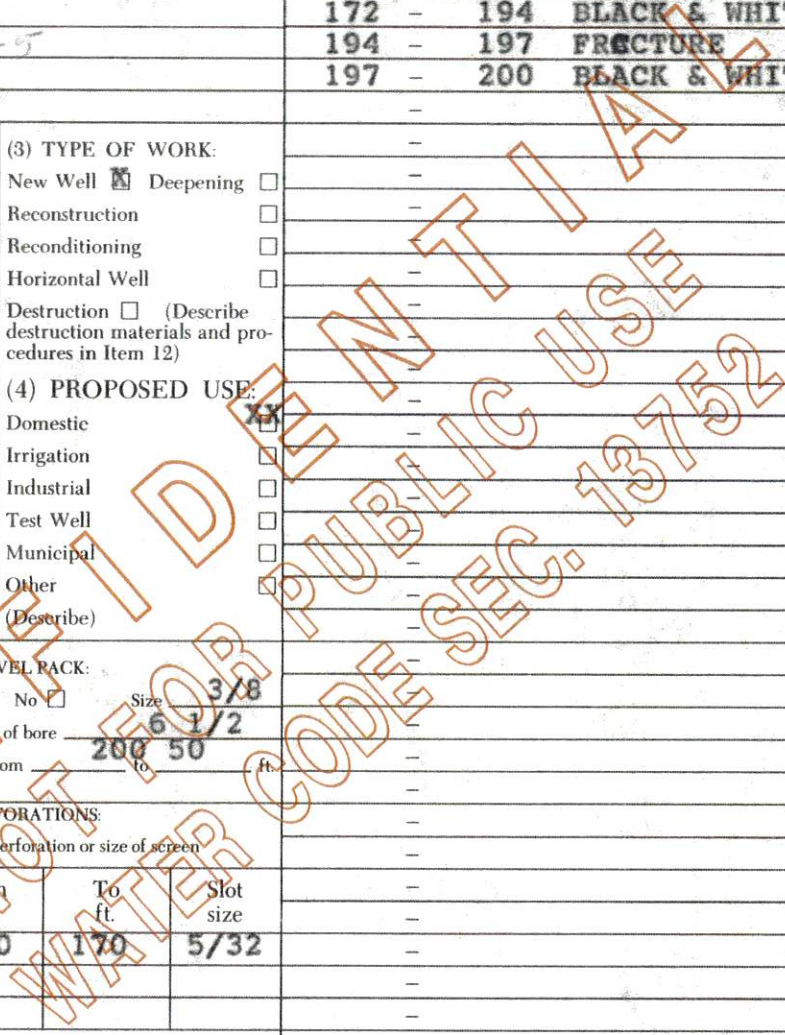 172 - 194 BLACK & WHI
194 - 197 FRACTURE
197 - 200 BLACK & WHI
-5
(3) TYPE OF WORK:
New Well X Deepening
Reconstruction
Reconditioning
Horizontal Well
Destruction (Describe
destruction materials and pro-
cedures in Item 12)
(4) PROPOSED USE:
Domestic XX
Irrigation
Industrial
Test Well
Municipal
Other
(Describe)
VEL PACK:
No Size 3/8
of bore 6 1/2
om 200 to 50 ft.
FORATIONS:
erforation or size of screen
To
ft.
Slot
size
0 170 5/32
FIDENTIAL
NOT FOR PUBLIC USE
WATER CODE SEC. 13752